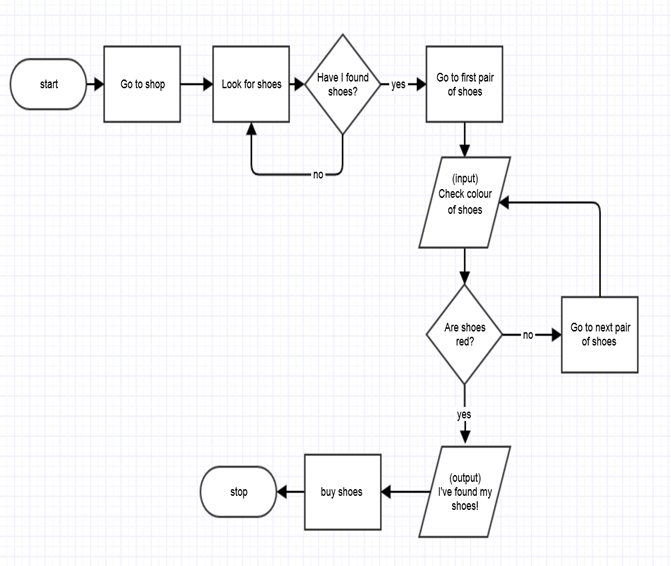 start
Go to shop
Look for shoes
Have I found
shoes?
yes
Go to first pair
of shoes
no
(input)
Check colour
of shoes
Are shoes
red?
no
Go to next pair
of shoes
yes
(output)
I've found my
shoes!
buy shoes
stop